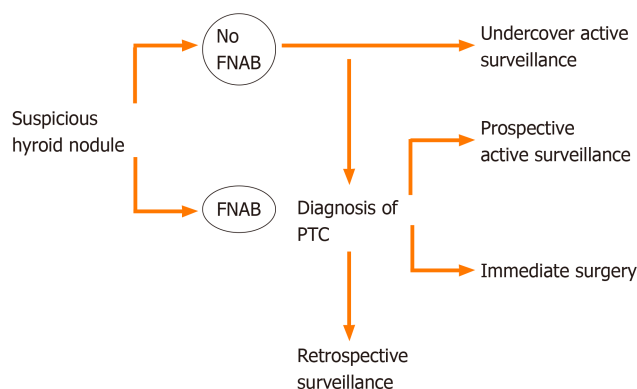 No
FNAB
Undercover active
surveillance
Suspicious
hyroid nodule
Prospective
active surveillance
FNAB
Diagnosis of
PTC
Immediate surgery
Retrospective
surveillance